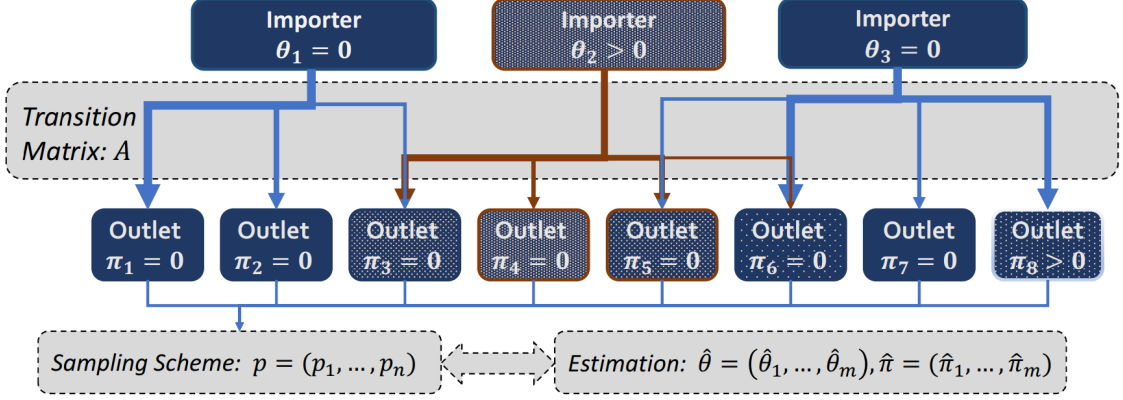 Importer
θ₁ = 0
Importer
θ₂ > 0
Importer
θ₃ = 0
Transition
Matrix: A
Outlet
π₁ = 0
Outlet
π₂ = 0
Outlet
π₃ = 0
Outlet
π₄ = 0
Outlet
π₅ = 0
Outlet
π₆ = 0
Outlet
π₇ = 0
Outlet
π₈ > 0
Sampling Scheme: p = (p₁, …, pₙ)
Estimation: θ̂ = (θ̂₁, …, θ̂ₘ), π̂ = (π̂₁, …, π̂ₘ)